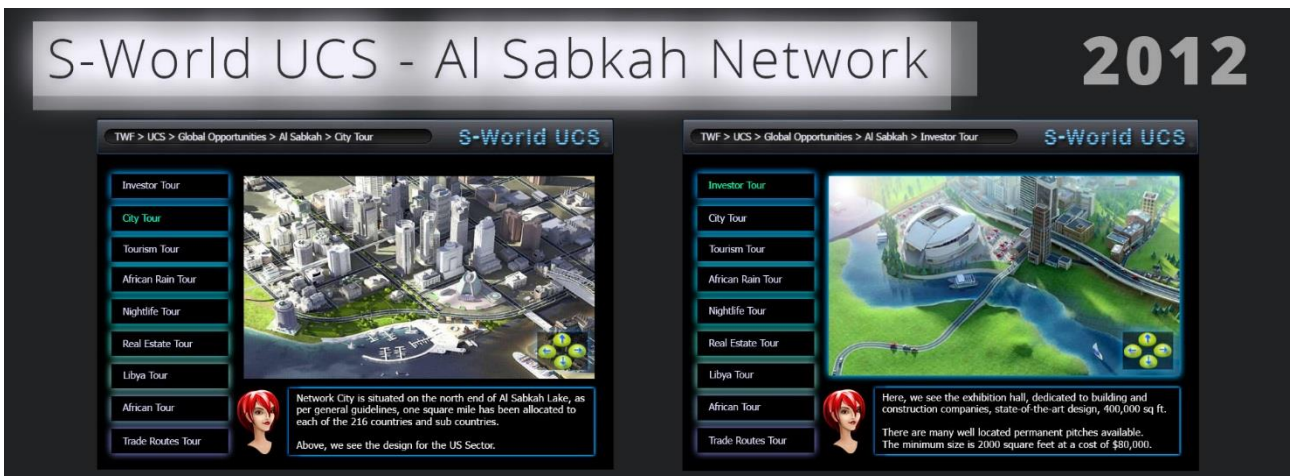 S-World UCS - Al Sabkah Network
2012
TWF > UCS > Global Opportunities > Al Sabkah > City Tour
S-World UCS
Investor Tour
City Tour
Tourism Tour
African Rain Tour
Nightlife Tour
Real Estate Tour
Libya Tour
African Tour
Trade Routes Tour
Network City is situated on the north end of Al Sabkah Lake, as
per general guidelines, one square mile has been allocated to
each of the 216 countries and sub countries.
Above, we see the design for the US Sector.
TWF > UCS > Global Opportunities > Al Sabkah > Investor Tour
S-World UCS
Investor Tour
City Tour
Tourism Tour
African Rain Tour
Nightlife Tour
Real Estate Tour
Libya Tour
African Tour
Trade Routes Tour
Here, we see the exhibition hall, dedicated to building and
construction companies, state-of-the-art design, 400,000 sq ft.
There are many well located permanent pitches available.
The minimum size is 2000 square feet at a cost of $80,000.